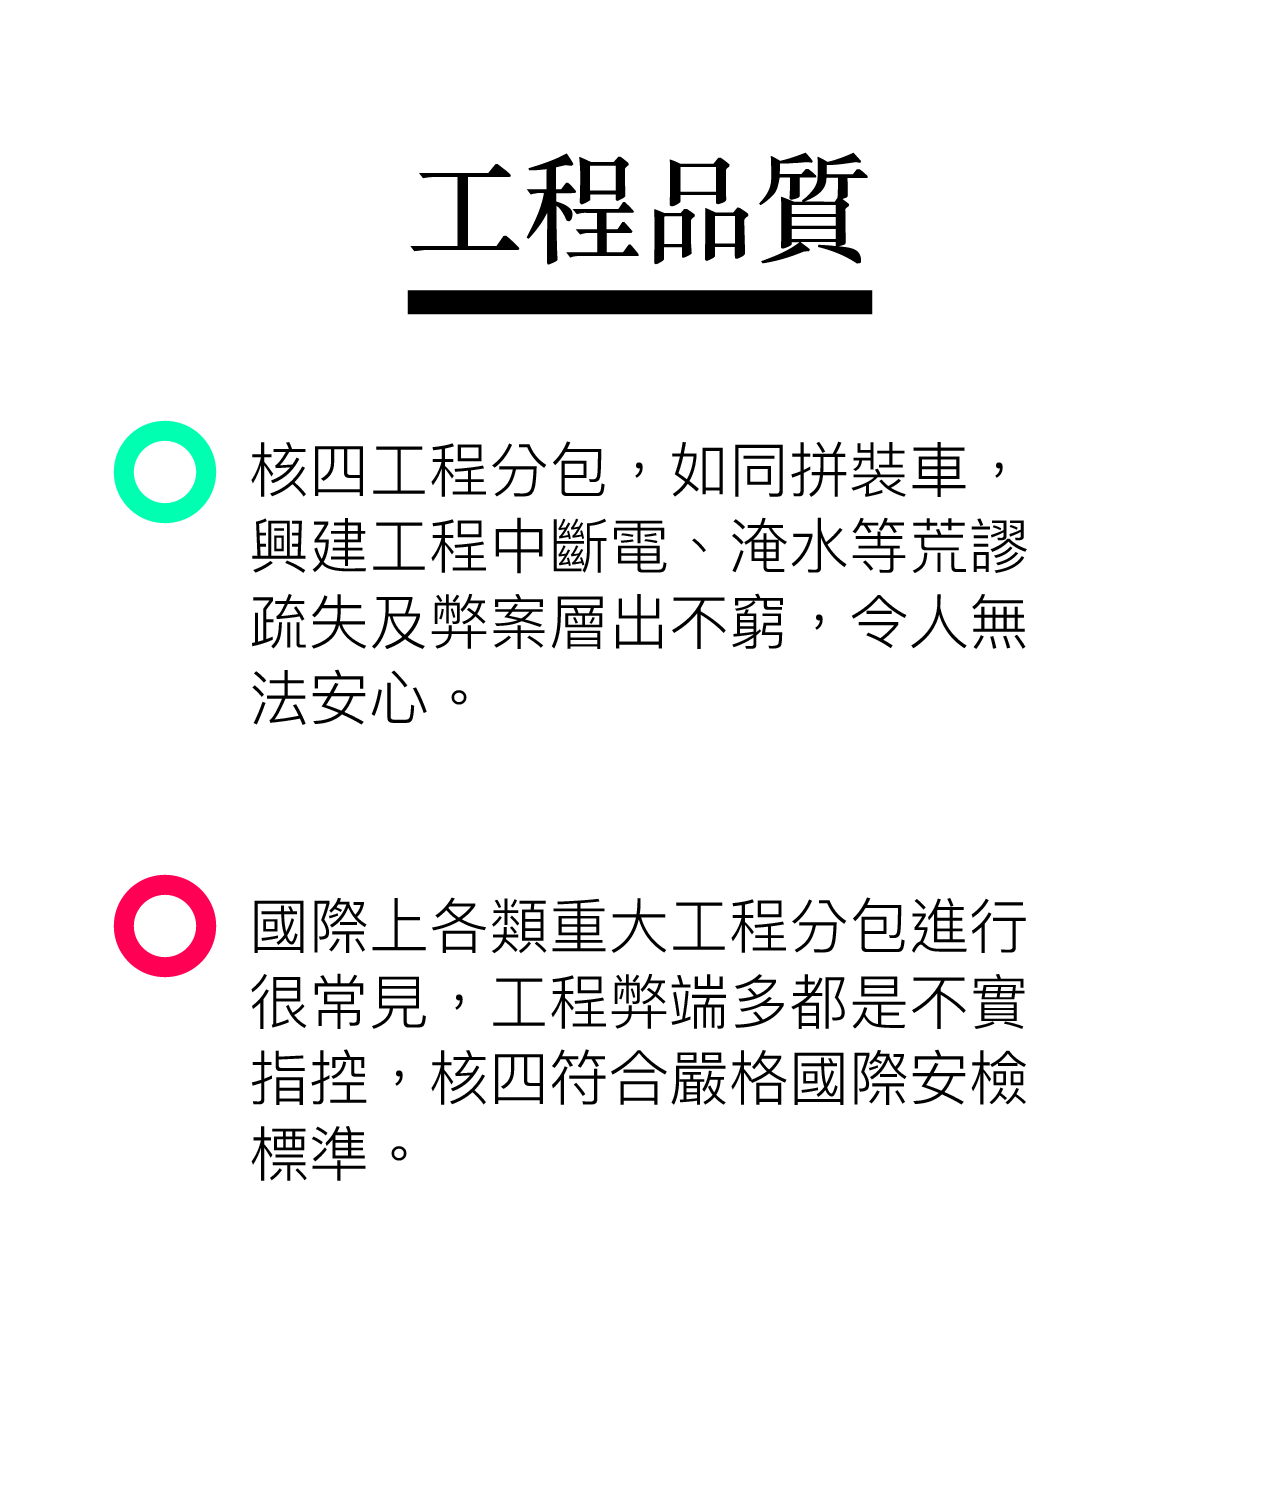 工程品質
核四工程分包，如同拼裝車，
興建工程中斷電、淹水等荒謬
疏失及弊案層出不窮，令人無
法安心。
國際上各類重大工程分包進行
很常見，工程弊端多都是不實
指控，核四符合嚴格國際安檢
標準。